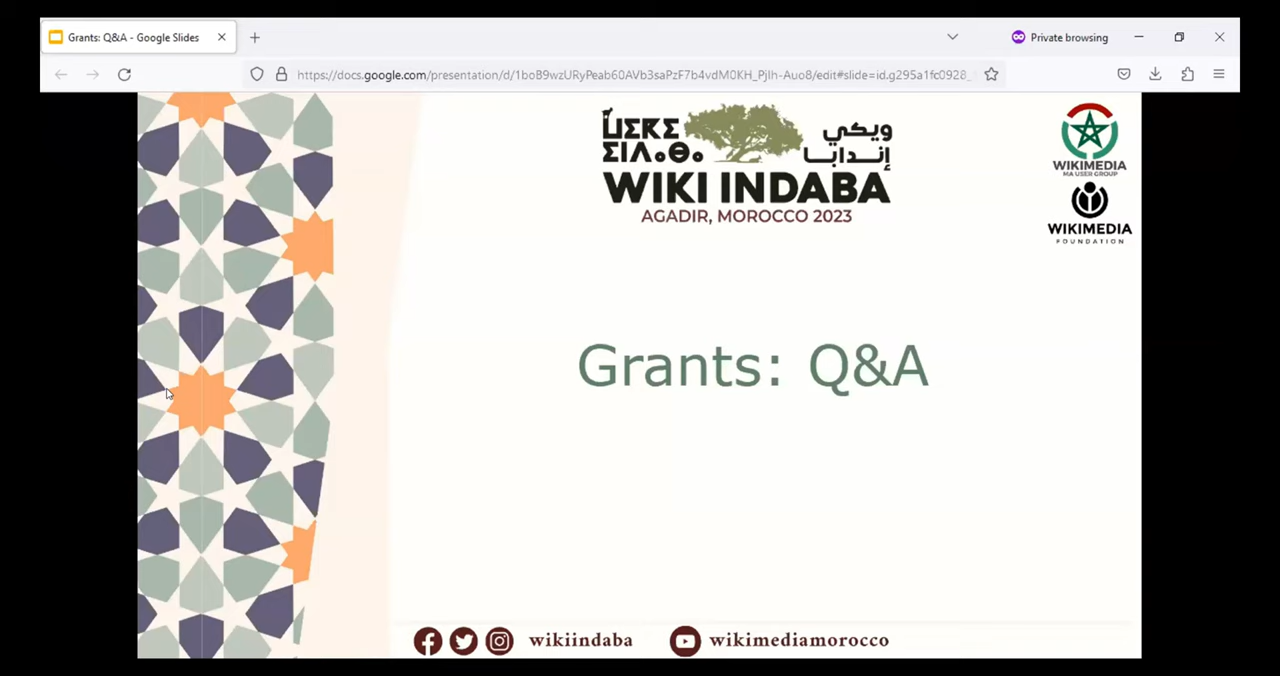 Grants: Q&A - Google Slides
Private browsing
https://docs.google.com/presentation/d/1boB9wzURyPeab60AVb3saPzF7b4vdM0KH_Pjlh-Auo8/edit#slide=id.g295a1fc0928_
ⵡⵉⴽⵉ
ⵉⵏⴷⴰⴱⴰ
ويكي
إندابا
WIKI INDABA
AGADIR, MOROCCO 2023
WIKIMEDIA
MA USER GROUP
WIKIMEDIA
FOUNDATION
Grants: Q&A
wikiindaba
wikimediamorocco